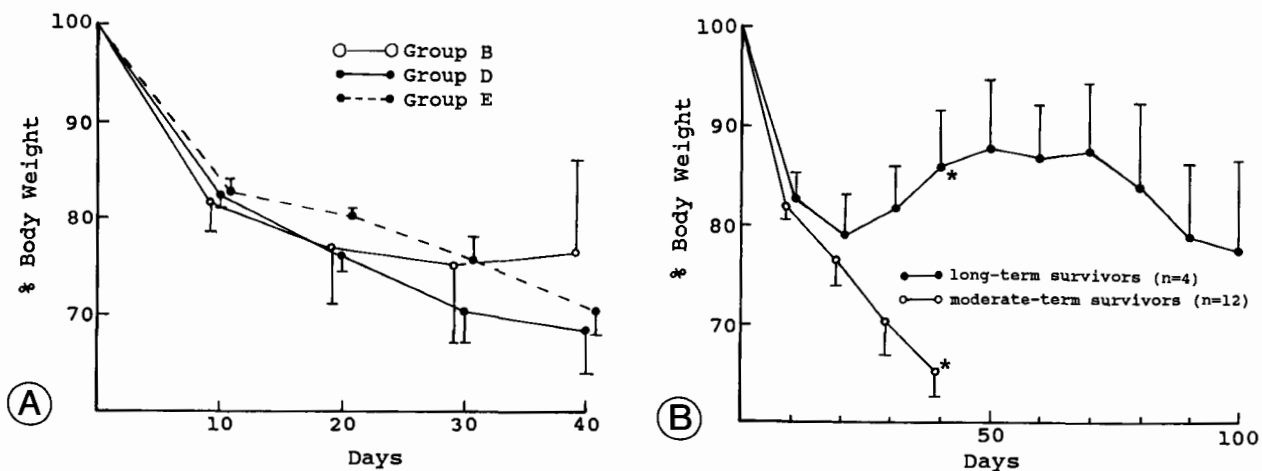 100
90
80
70
% Body Weight
Group B
Group D
Group E
10
20
30
40
Days
A
100
90
80
70
% Body Weight
*
*
long-term survivors (n=4)
moderate-term survivors (n=12)
50
100
Days
B